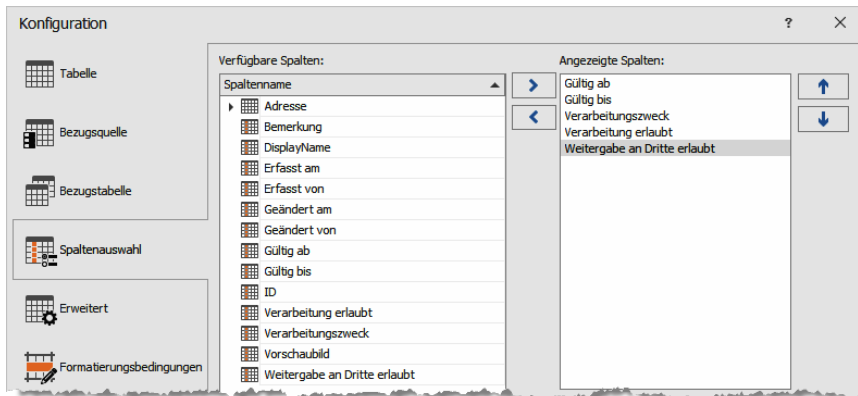 Konfiguration
?
Tabelle
Bezugsquelle
Bezugstabelle
Spaltenauswahl
Erweitert
Formatierungsbedingungen
Verfügbare Spalten:
Spaltenname
Adresse
Bemerkung
DisplayName
Erfasst am
Erfasst von
Geändert am
Geändert von
Gültig ab
Gültig bis
ID
Verarbeitung erlaubt
Verarbeitungszweck
Vorschaubild
Weitergabe an Dritte erlaubt
Angezeigte Spalten:
Gültig ab
Gültig bis
Verarbeitungszweck
Verarbeitung erlaubt
Weitergabe an Dritte erlaubt